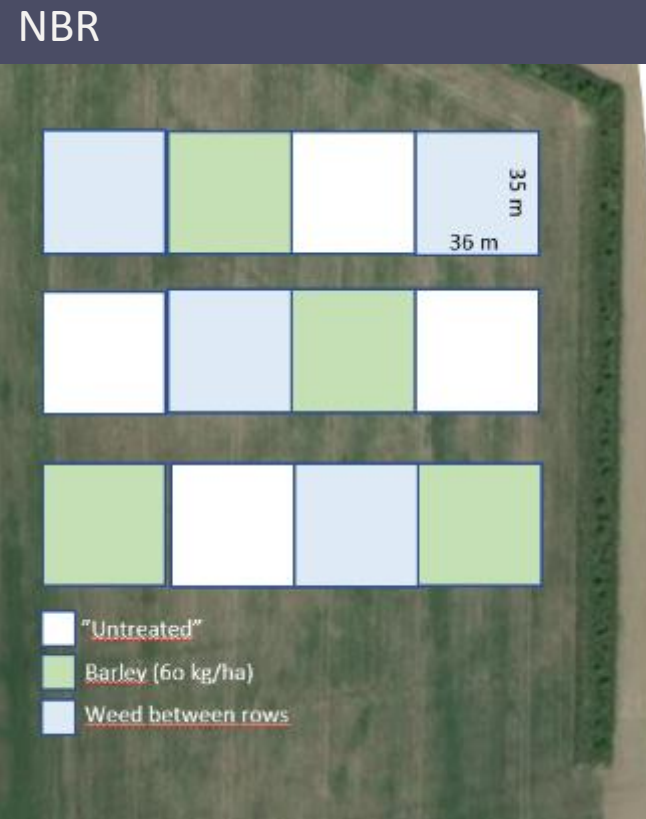 NBR
35 m
36 m
"Untreated"
Barley (60 kg/ha)
Weed between rows